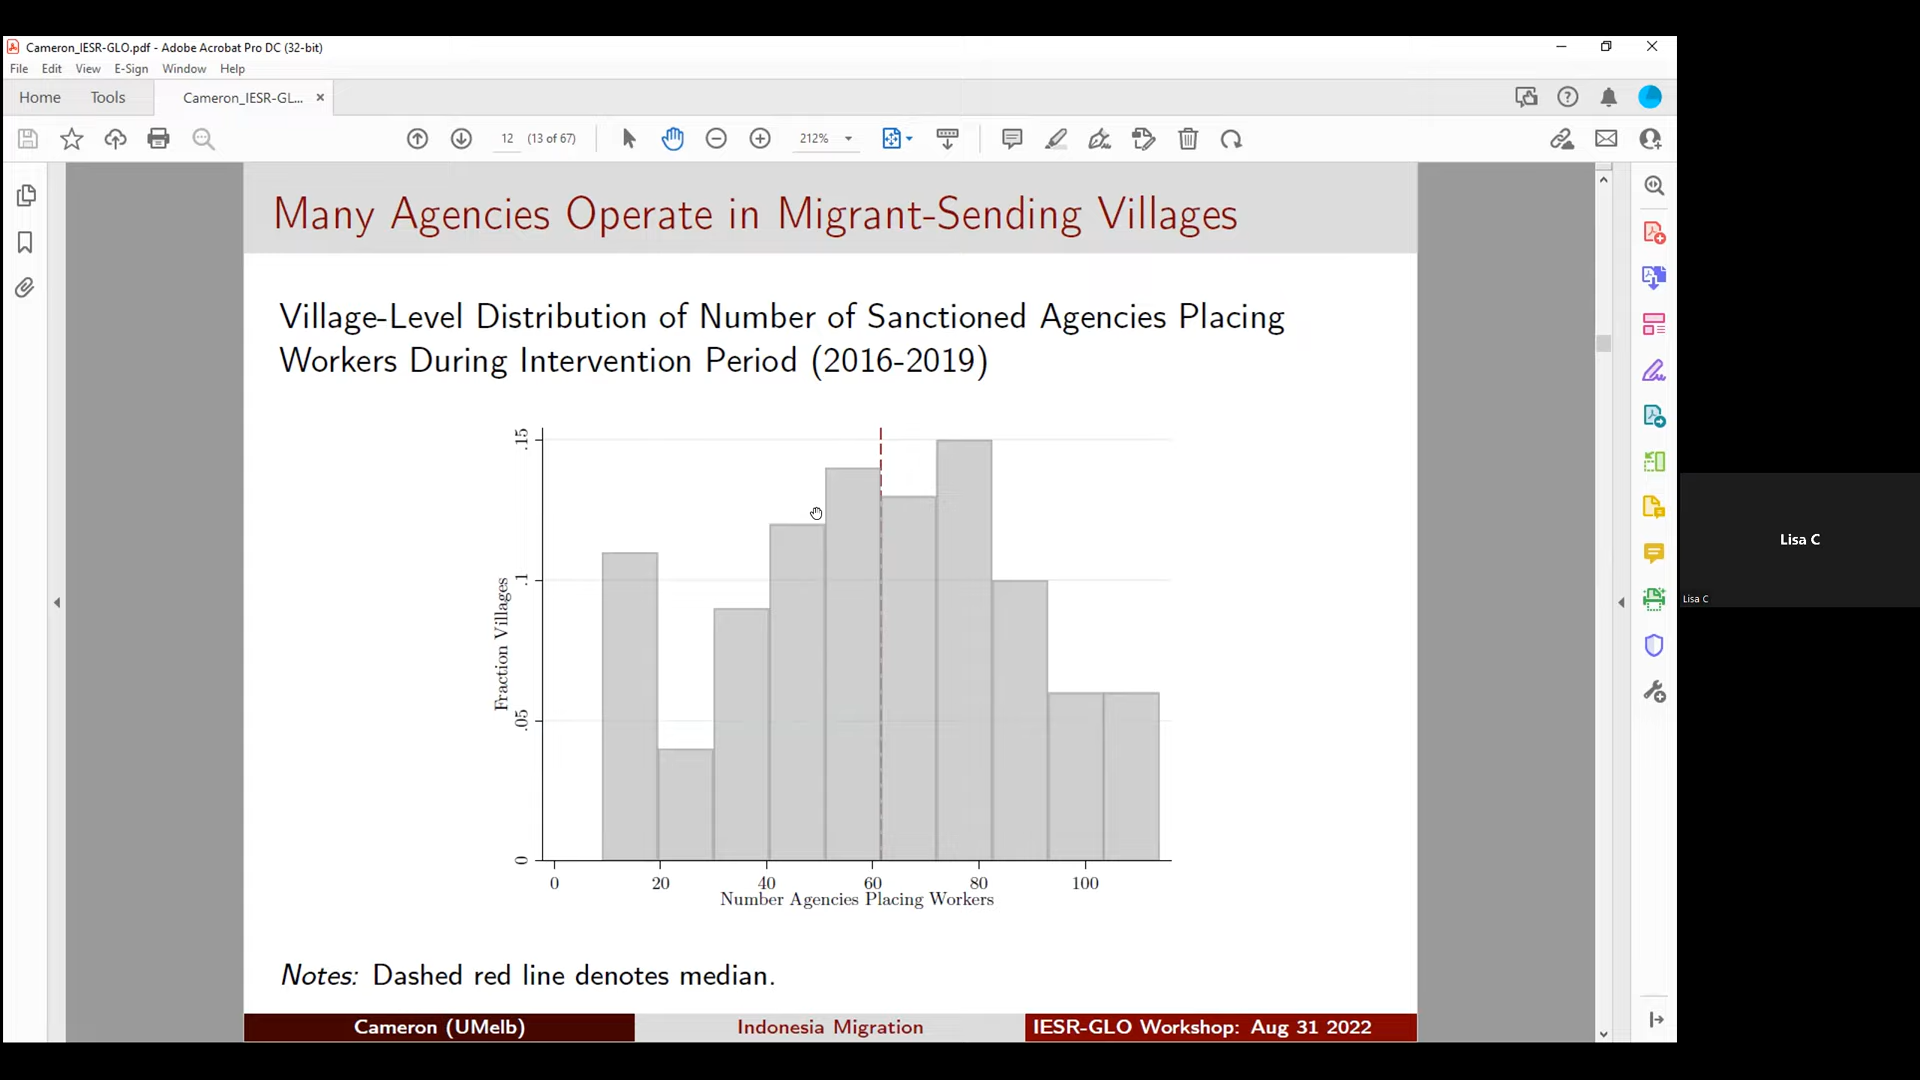 Cameron_IESR-GLO.pdf - Adobe Acrobat Pro DC (32-bit)
File Edit View E-Sign Window Help
Home Tools Cameron_IESR-GL... ×
12 (13 of 67) 212%
Many Agencies Operate in Migrant-Sending Villages
Village-Level Distribution of Number of Sanctioned Agencies Placing
Workers During Intervention Period (2016-2019)
Fraction Villages
.15
.1
.05
0
0 20 40 60 80 100
Number Agencies Placing Workers
Notes: Dashed red line denotes median.
Cameron (UMelb) Indonesia Migration IESR-GLO Workshop: Aug 31 2022
Lisa C
Lisa C